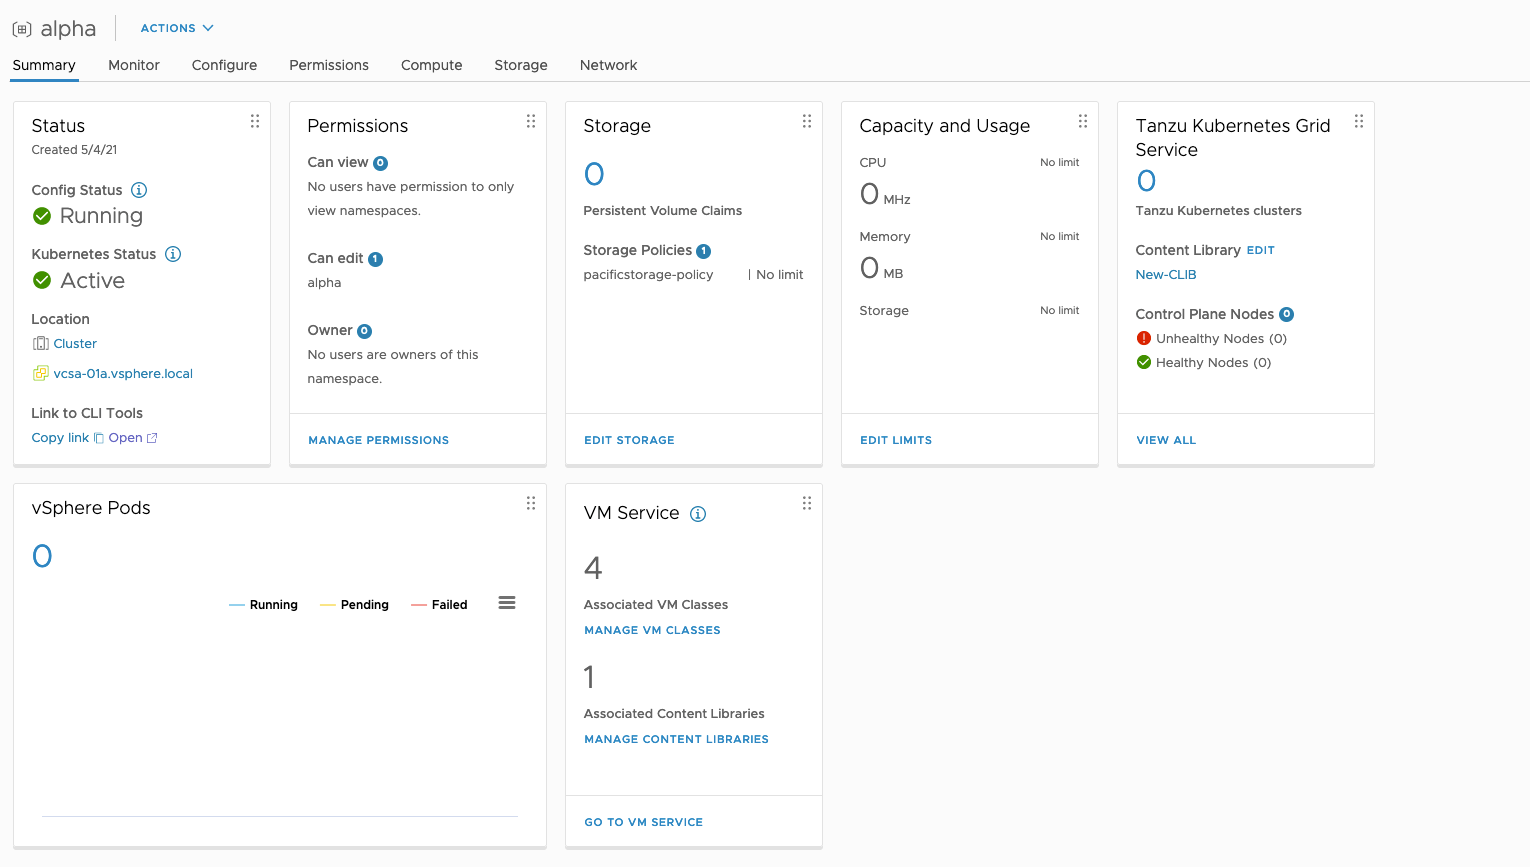 alpha
ACTIONS
Summary Monitor Configure Permissions Compute Storage Network
Status
Created 5/4/21
Config Status
Running
Kubernetes Status
Active
Location
Cluster
vcsa-01a.vsphere.local
Link to CLI Tools
Copy link Open
Permissions
Can view 0
No users have permission to only
view namespaces.
Can edit 1
alpha
Owner 0
No users are owners of this
namespace.
MANAGE PERMISSIONS
Storage
0
Persistent Volume Claims
Storage Policies 1
pacificstorage-policy | No limit
EDIT STORAGE
Capacity and Usage
CPU No limit
0 MHz
Memory No limit
0 MB
Storage No limit
EDIT LIMITS
Tanzu Kubernetes Grid
Service
0
Tanzu Kubernetes clusters
Content Library EDIT
New-CLIB
Control Plane Nodes 0
Unhealthy Nodes (0)
Healthy Nodes (0)
VIEW ALL
vSphere Pods
0
Running Pending Failed
VM Service
4
Associated VM Classes
MANAGE VM CLASSES
1
Associated Content Libraries
MANAGE CONTENT LIBRARIES
GO TO VM SERVICE